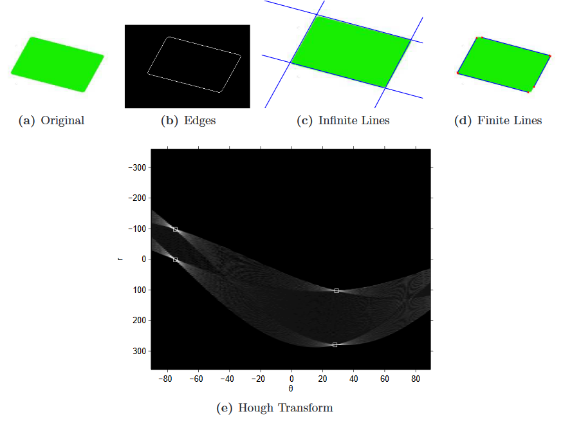 (a) Original
(b) Edges
(c) Infinite Lines
(d) Finite Lines
−300
−200
−100
0
100
200
300
r
−80 −60 −40 −20 0 20 40 60 80
θ
(e) Hough Transform